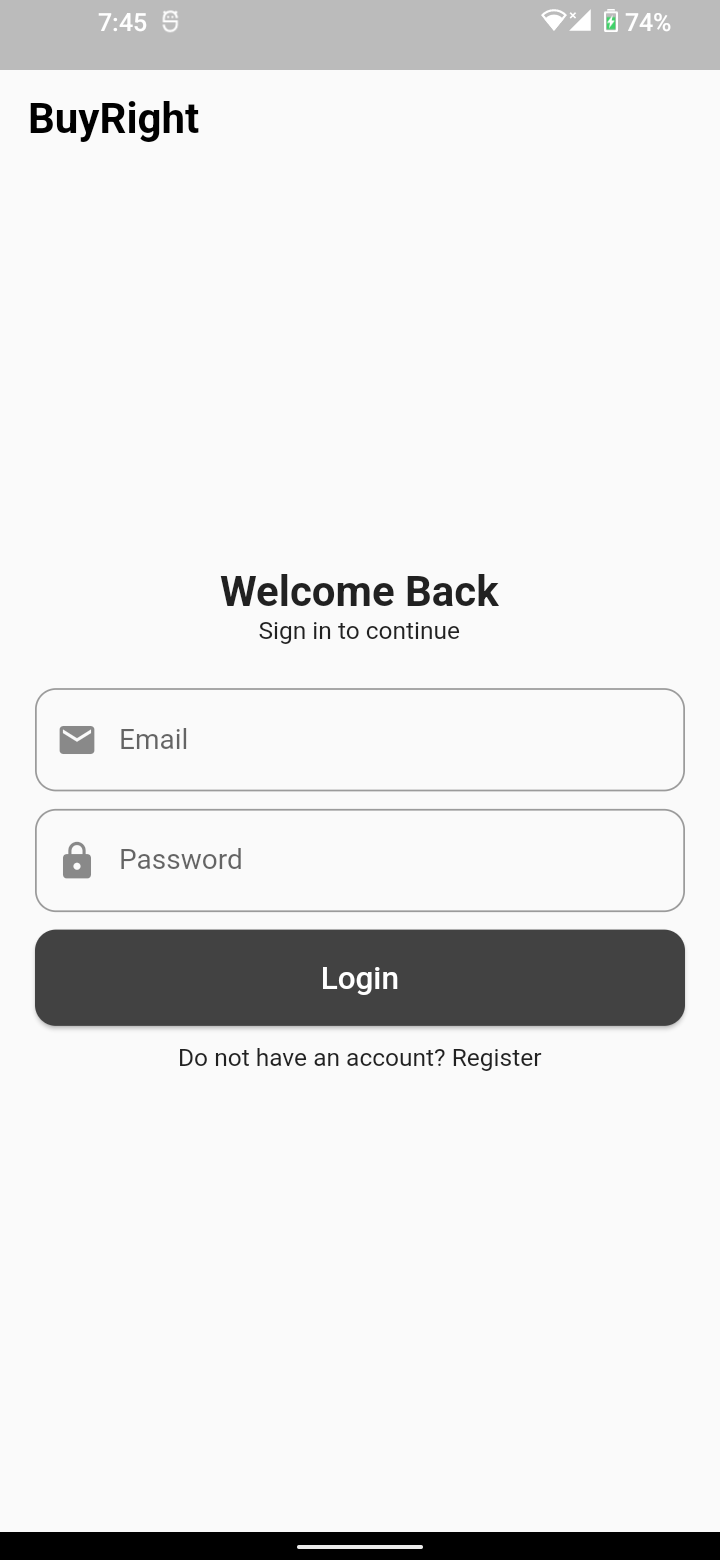 7:45
74%
BuyRight
Welcome Back
Sign in to continue
Email
Password
Login
Do not have an account? Register